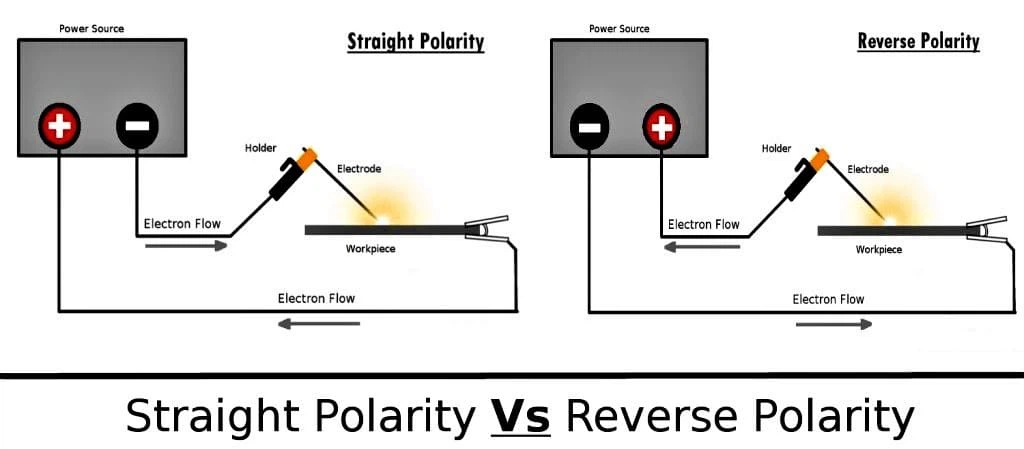 Power Source
Straight Polarity
+
-
Holder
Electrode
Electron Flow
Workpiece
Electron Flow
Power Source
Reverse Polarity
-
+
Holder
Electrode
Electron Flow
Workpiece
Electron Flow
Straight Polarity Vs Reverse Polarity